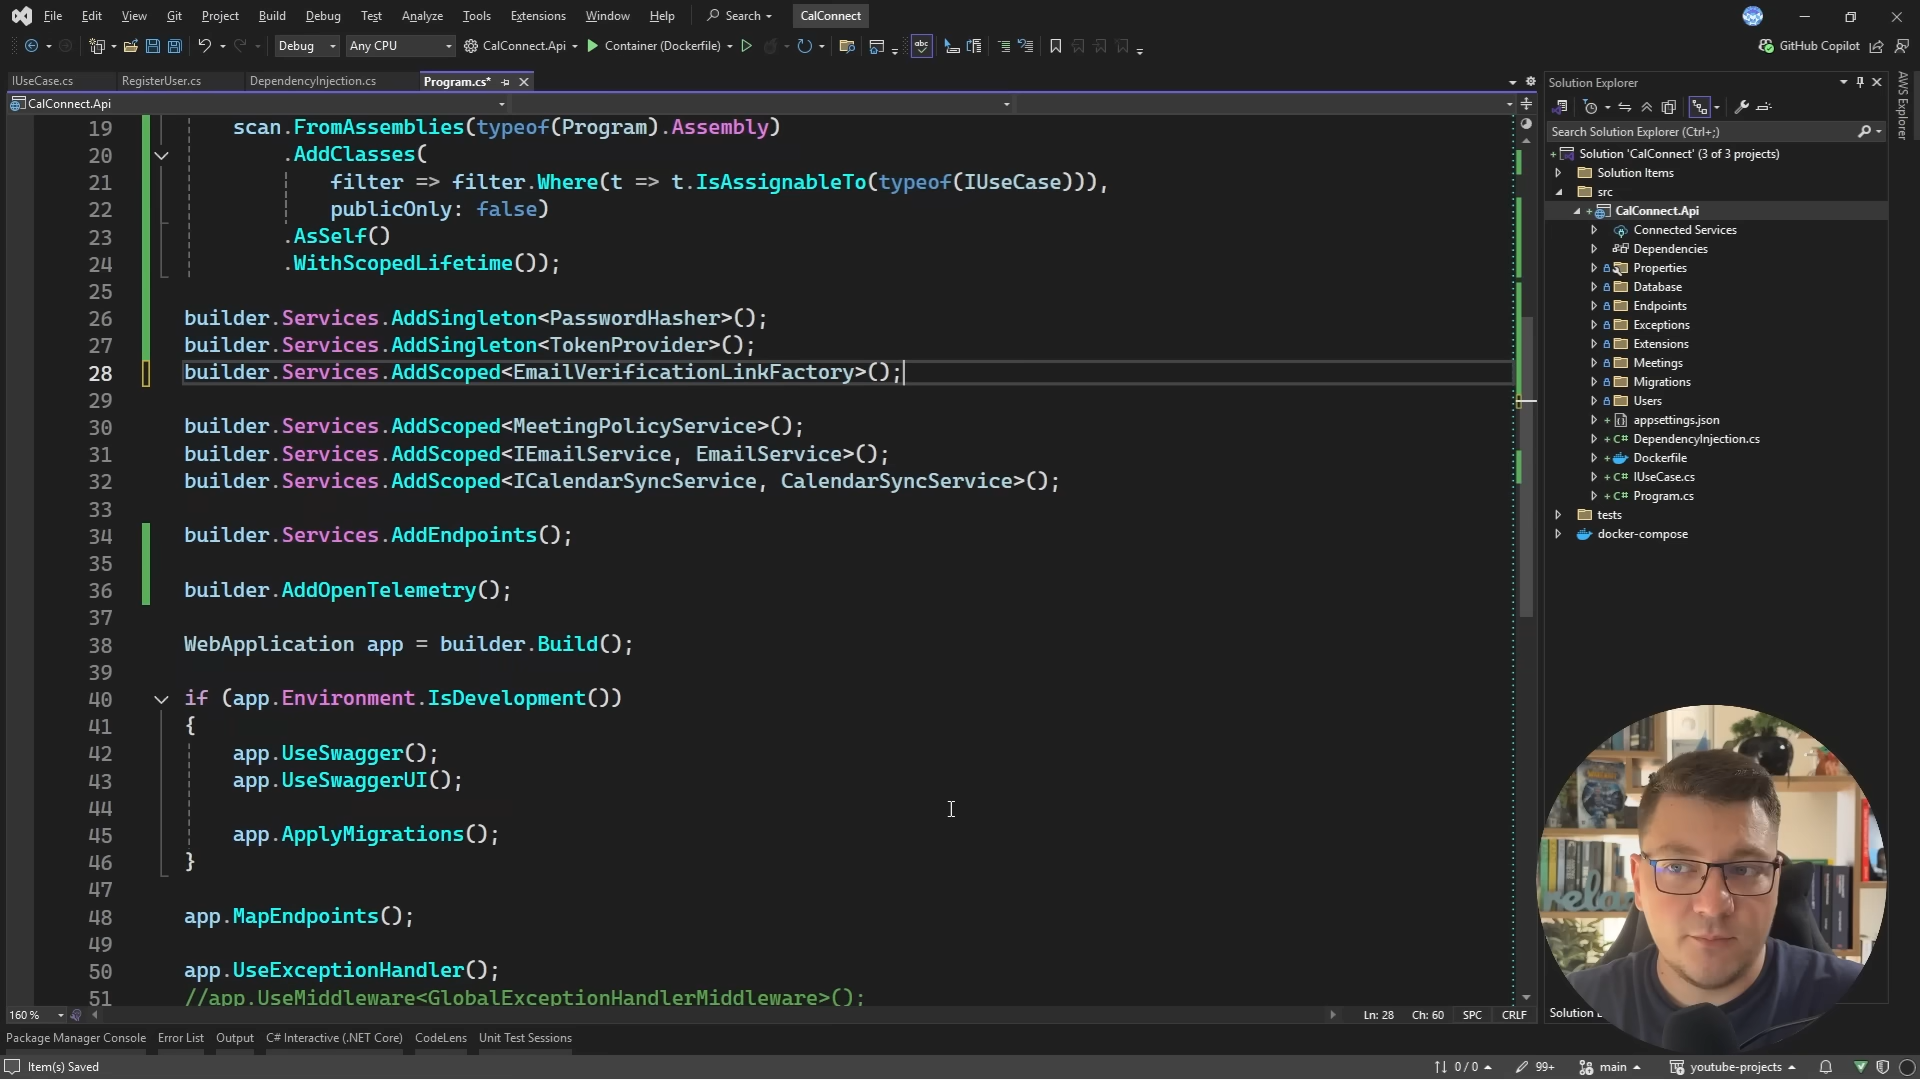 File Edit View Git Project Build Debug Test Analyze Tools Extensions Window Help Search CalConnect
Debug Any CPU CalConnect.Api Container (Dockerfile) GitHub Copilot
IUseCase.cs RegisterUser.cs DependencyInjection.cs Program.cs*
CalConnect.Api
19 scan.FromAssemblies(typeof(Program).Assembly)
20 .AddClasses(
21 filter => filter.Where(t => t.IsAssignableTo(typeof(IUseCase))),
22 publicOnly: false)
23 .AsSelf()
24 .WithScopedLifetime());
25
26 builder.Services.AddSingleton<PasswordHasher>();
27 builder.Services.AddSingleton<TokenProvider>();
28 builder.Services.AddScoped<EmailVerificationLinkFactory>();
29
30 builder.Services.AddScoped<MeetingPolicyService>();
31 builder.Services.AddScoped<IEmailService, EmailService>();
32 builder.Services.AddScoped<ICalendarSyncService, CalendarSyncService>();
33
34 builder.Services.AddEndpoints();
35
36 builder.AddOpenTelemetry();
37
38 WebApplication app = builder.Build();
39
40 if (app.Environment.IsDevelopment())
41 {
42 app.UseSwagger();
43 app.UseSwaggerUI();
44
45 app.ApplyMigrations();
46 }
47
48 app.MapEndpoints();
49
50 app.UseExceptionHandler();
51 //app.UseMiddleware<GlobalExceptionHandlerMiddleware>();
160 % Ln: 28 Ch: 60 SPC CRLF
Solution Explorer
Search Solution Explorer (Ctrl+;)
Solution 'CalConnect' (3 of 3 projects)
Solution Items
src
CalConnect.Api
Connected Services
Dependencies
Properties
Database
Endpoints
Exceptions
Extensions
Meetings
Migrations
Users
appsettings.json
DependencyInjection.cs
Dockerfile
IUseCase.cs
Program.cs
tests
docker-compose
AWS Explorer
Package Manager Console Error List Output C# Interactive (.NET Core) CodeLens Unit Test Sessions
Item(s) Saved 0 / 0 99+ main youtube-projects